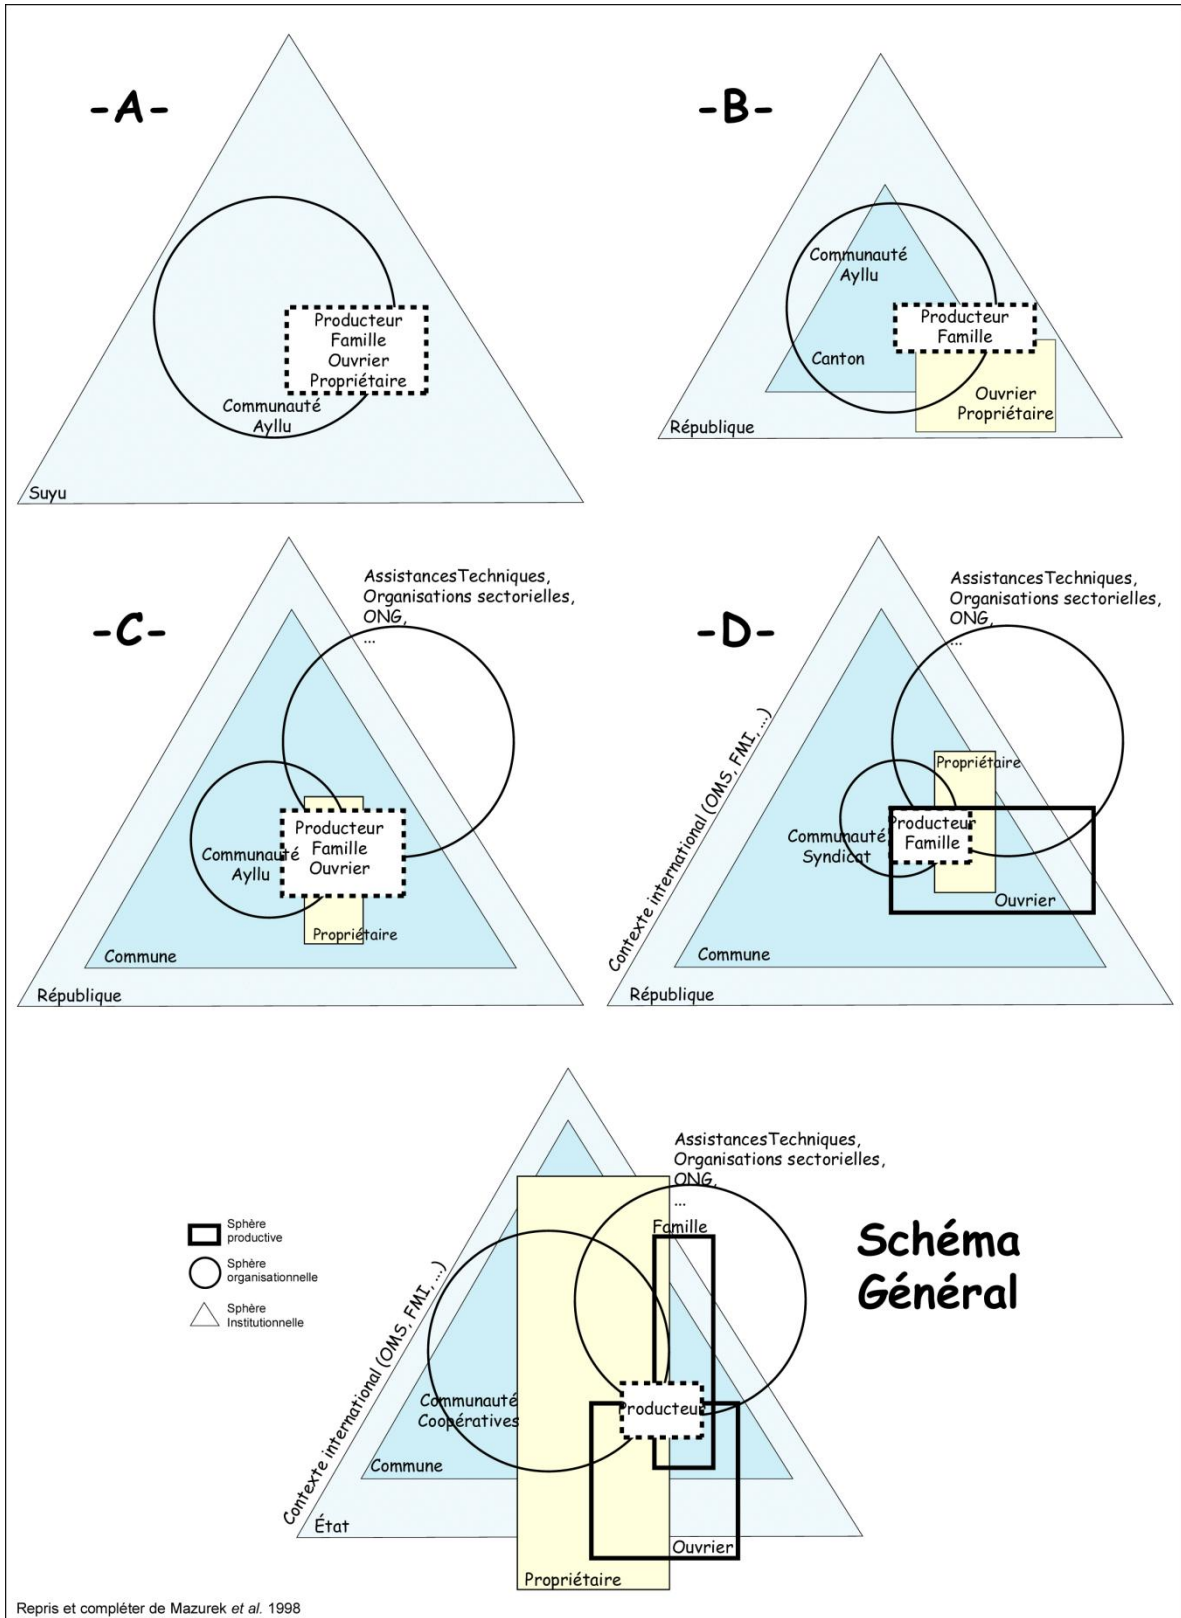 -A-
Producteur
Famille
Ouvrier
Propriétaire
Communauté
Ayllu
Suyu
-B-
Communauté
Ayllu
Producteur
Famille
Canton
Ouvrier
Propriétaire
République
-C-
AssistancesTechniques,
Organisations sectorielles,
ONG,
...
Producteur
Famille
Ouvrier
Communauté
Ayllu
Propriétaire
Commune
République
-D-
AssistancesTechniques,
Organisations sectorielles,
ONG,
...
Contexte international (OMS, FMI, ...)
Propriétaire
Producteur
Famille
Communauté
Syndicat
Ouvrier
Commune
République
AssistancesTechniques,
Organisations sectorielles,
ONG,
...
Famille
Schéma
Général
Sphère
productive
Sphère
organisationnelle
Sphère
Institutionnelle
Contexte international (OMS, FMI, ...)
Communauté
Coopératives
Producteur
Commune
État
Ouvrier
Propriétaire
Repris et compléter de Mazurek et al. 1998